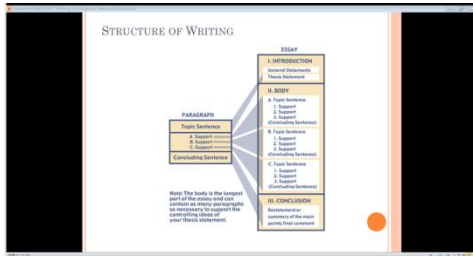 STRUCTURE OF WRITING
ESSAY
I. INTRODUCTION
General Statements
Thesis Statement
II. BODY
A. Topic Sentence
1. Support
2. Support
3. Support
(Concluding Sentence)
B. Topic Sentence
1. Support
2. Support
3. Support
(Concluding Sentence)
C. Topic Sentence
1. Support
2. Support
3. Support
(Concluding Sentence)
III. CONCLUSION
Restatement or
summary of the main
points; final comment
PARAGRAPH
Topic Sentence
A. Support
B. Support
C. Support
Concluding Sentence
Note: The body is the longest
part of the essay and can
contain as many paragraphs
as necessary to support the
controlling ideas of
your thesis statement.